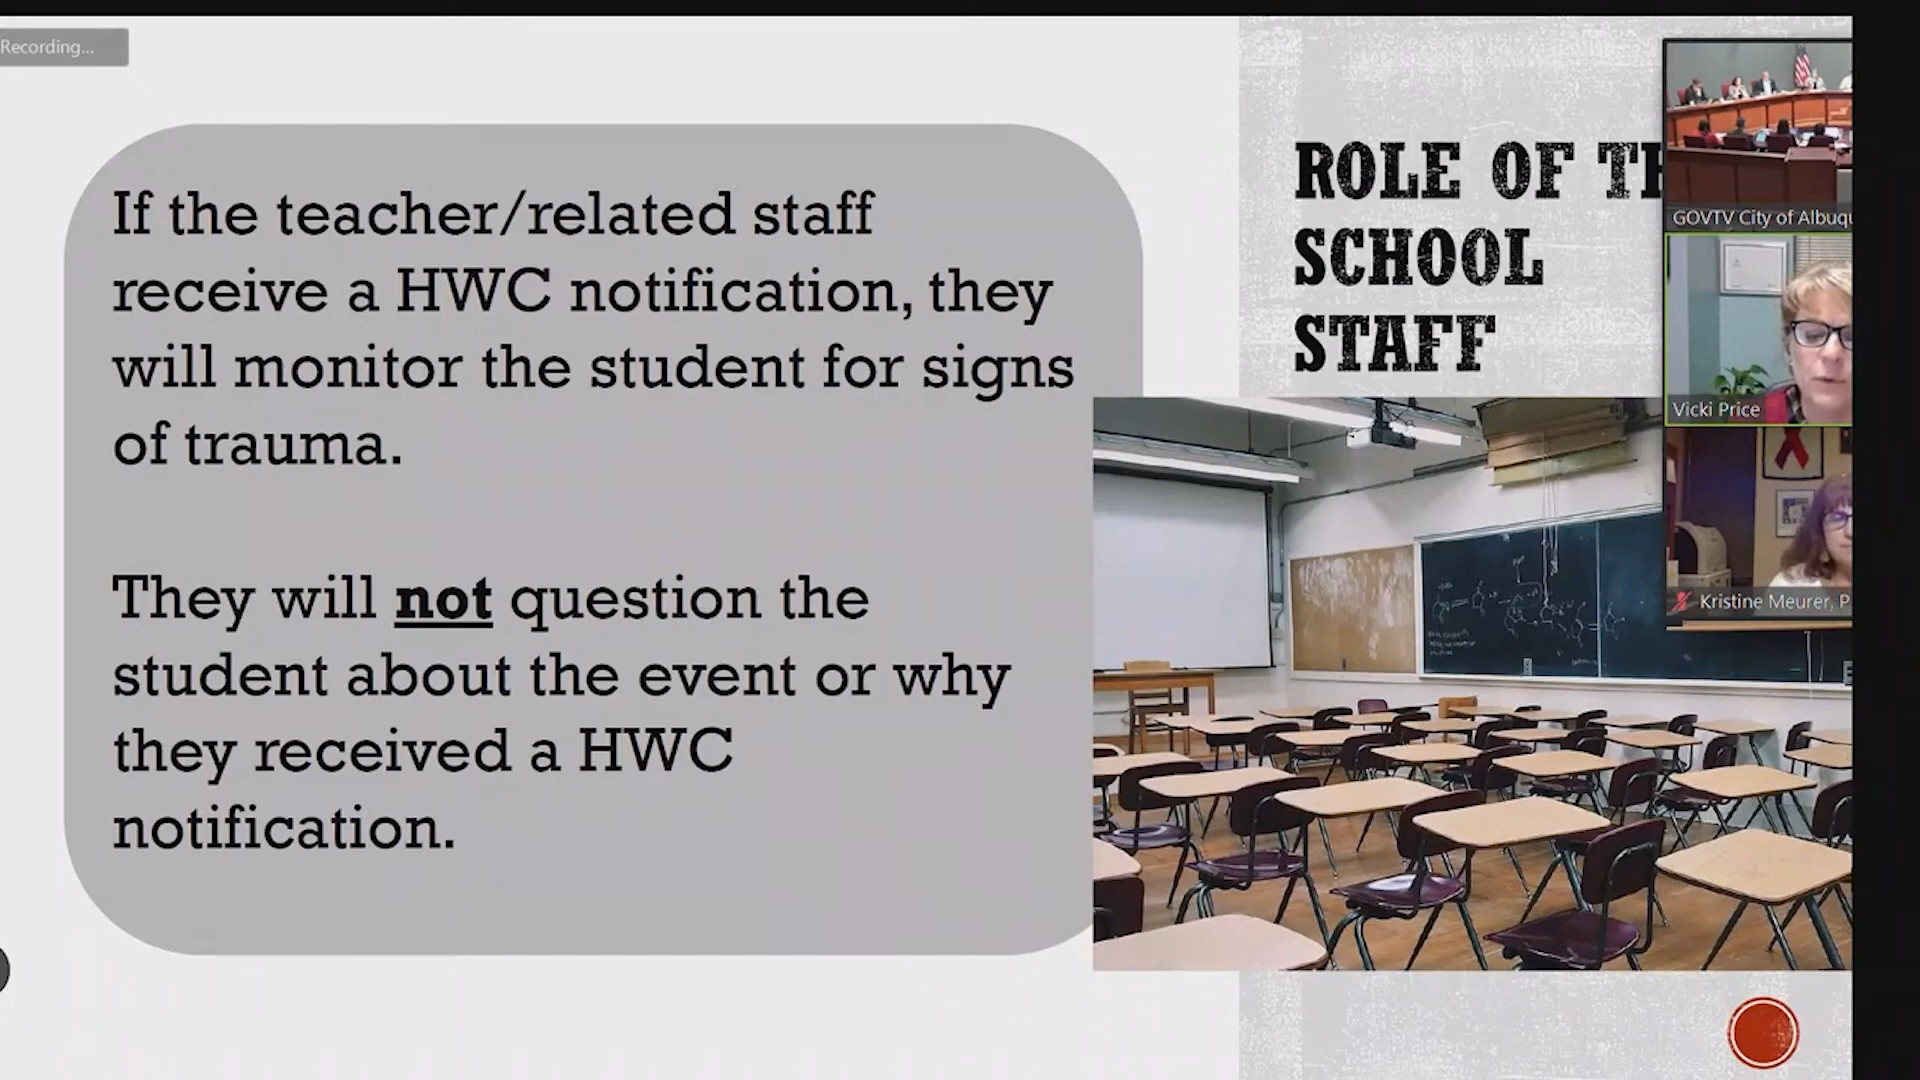 Recording...
If the teacher/related staff
receive a HWC notification, they
will monitor the student for signs
of trauma.
They will not question the
student about the event or why
they received a HWC
notification.
ROLE OF TH
SCHOOL
STAFF
GOVTV City of Albuqu
Vicki Price
Kristine Meurer, P